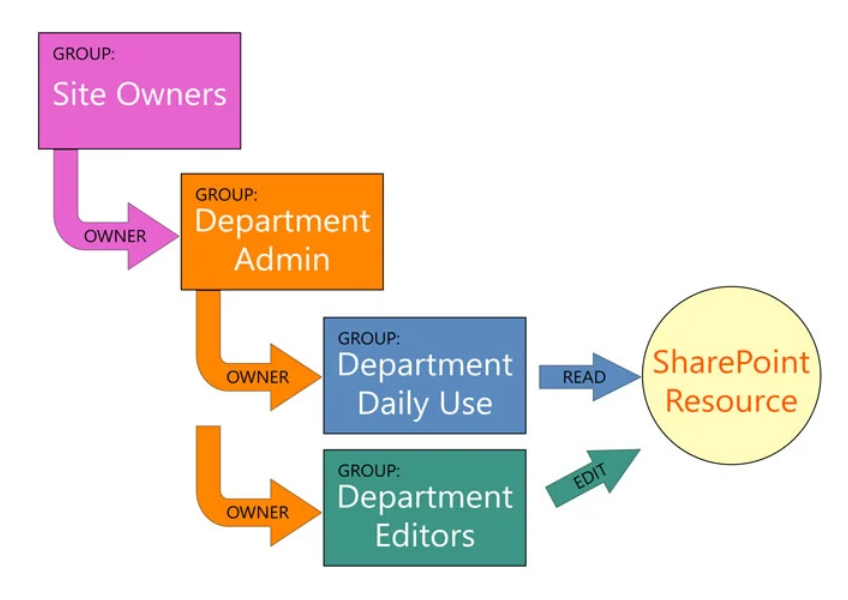 GROUP:
Site Owners
OWNER
GROUP:
Department
Admin
OWNER
GROUP:
Department
Daily Use
READ
SharePoint
Resource
OWNER
GROUP:
Department
Editors
EDIT